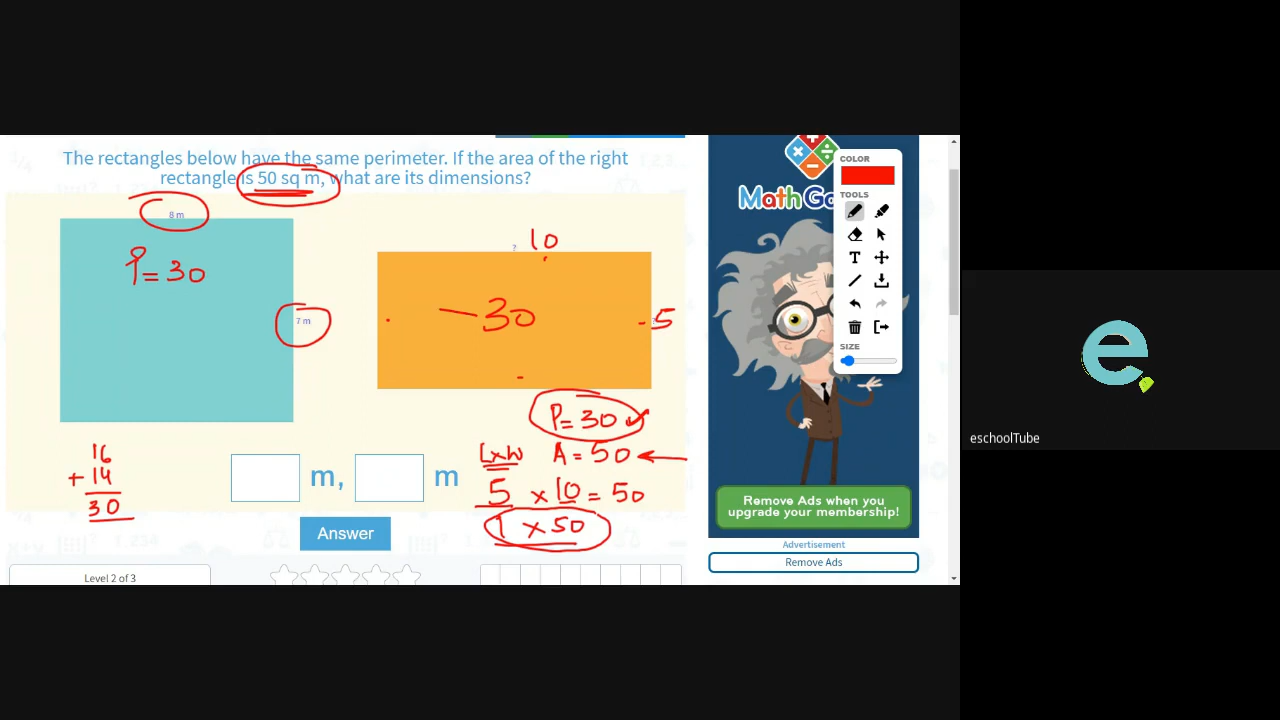 The rectangles below have the same perimeter. If the area of the right
rectangle is 50 sq m, what are its dimensions?
8 m
P = 30
7 m
16
+ 14
30
?
10
30
5
P = 30
L x W A = 50
5 x 10 = 50
1 x 50
m, m
Answer
Level 2 of 3
COLOR
TOOLS
T
SIZE
Remove Ads when you
upgrade your membership!
Advertisement
Remove Ads
e
eschoolTube